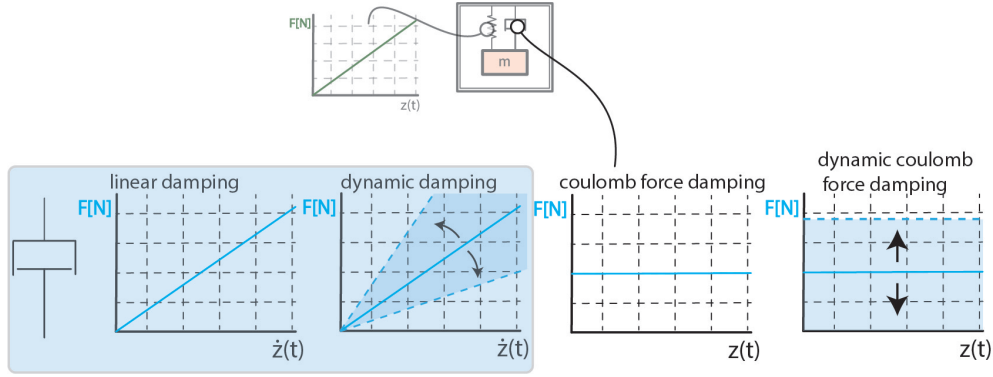 F[N]
z(t)
m
linear damping
F[N]
ż(t)
dynamic damping
F[N]
ż(t)
coulomb force damping
F[N]
z(t)
dynamic coulomb
force damping
F[N]
z(t)